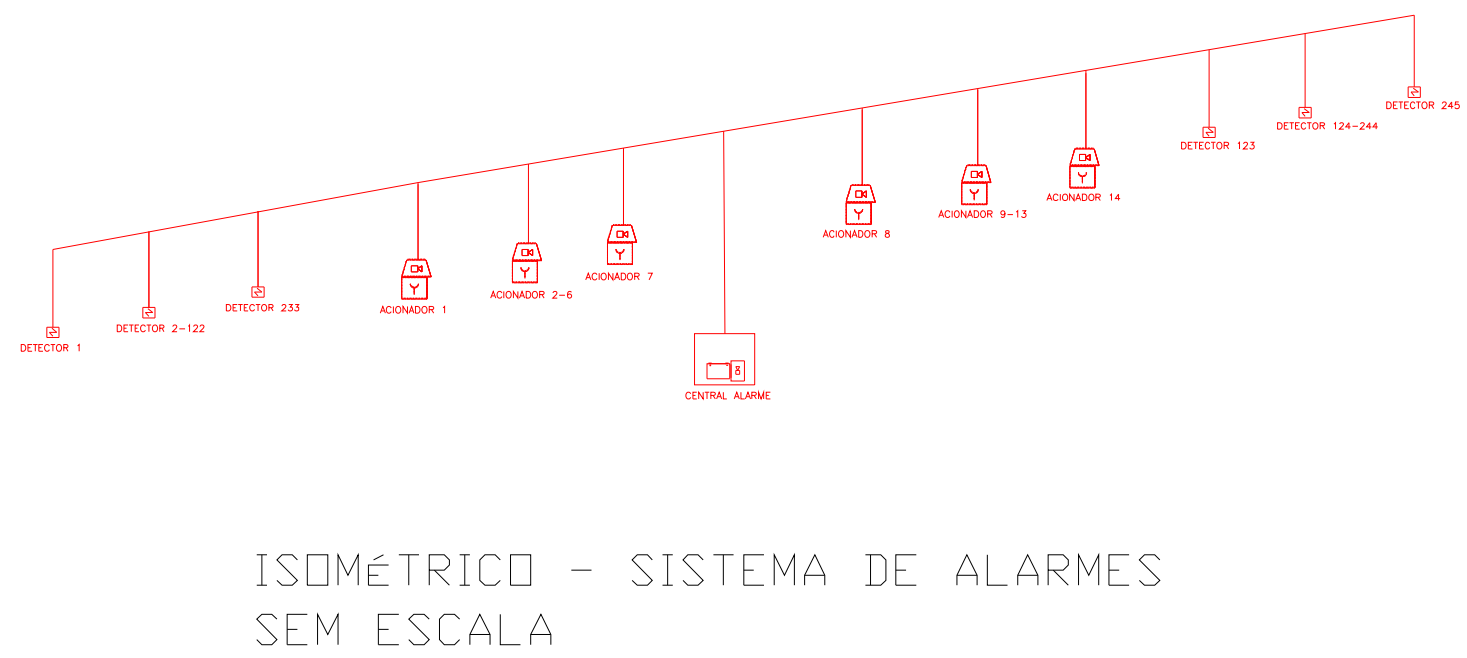 DETECTOR 245
DETECTOR 124-244
DETECTOR 123
ACIONADOR 14
ACIONADOR 9-13
ACIONADOR 8
ACIONADOR 7
ACIONADOR 2-6
DETECTOR 233
ACIONADOR 1
DETECTOR 2-122
DETECTOR 1
CENTRAL ALARME
ISOMéTRICO - SISTEMA DE ALARMES
SEM ESCALA